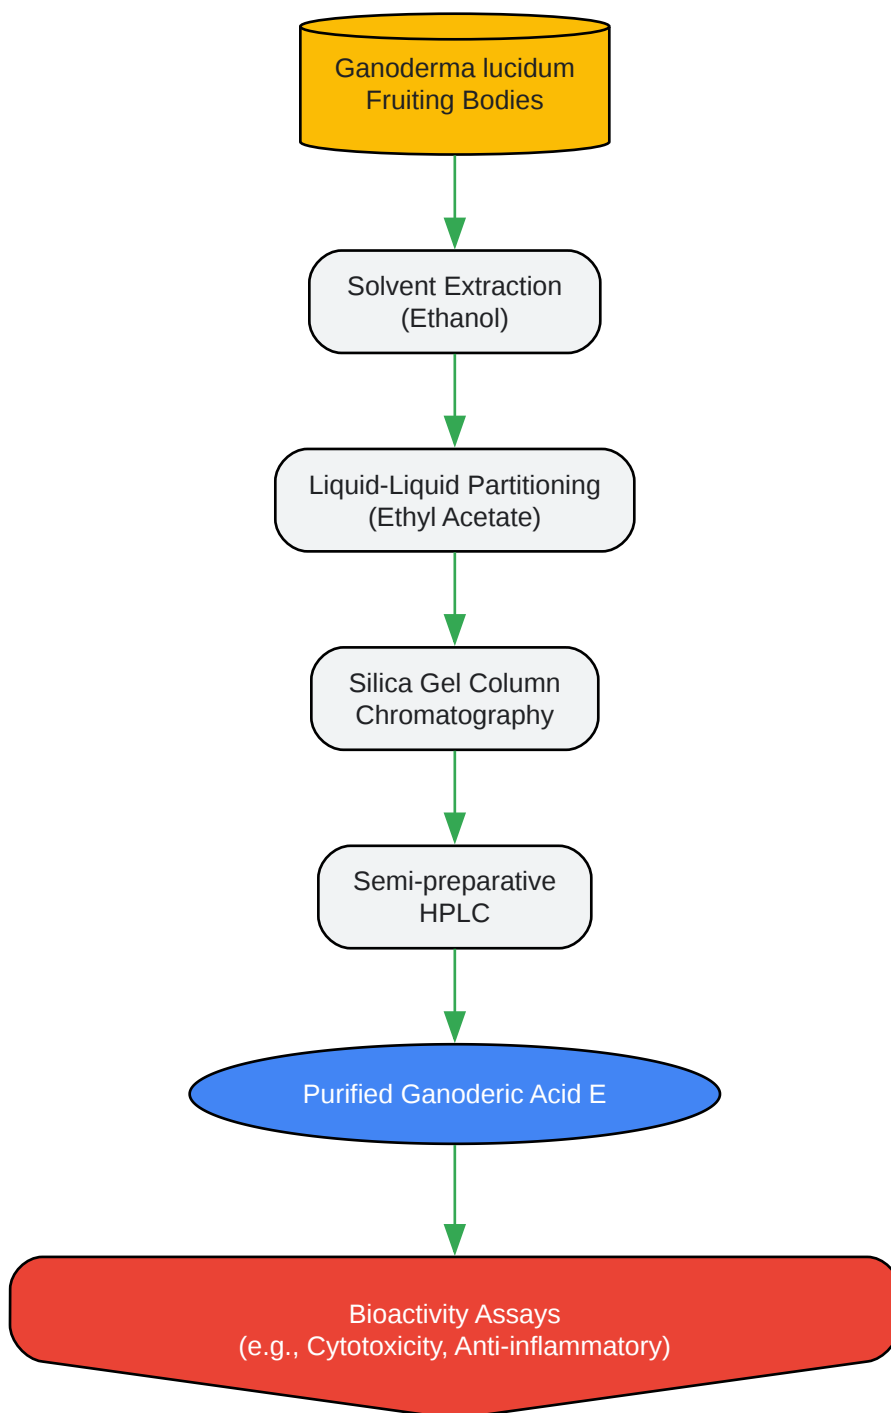 Ganoderma lucidum
Fruiting Bodies
Solvent Extraction
(Ethanol)
Liquid-Liquid Partitioning
(Ethyl Acetate)
Silica Gel Column
Chromatography
Semi-preparative
HPLC
Purified Ganoderic Acid E
Bioactivity Assays
(e.g., Cytotoxicity, Anti-inflammatory)